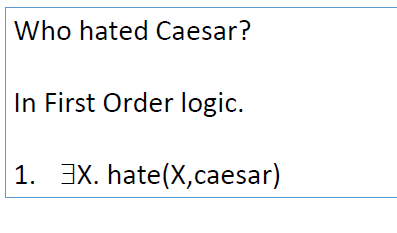 Who hated Caesar?
In First Order logic.
1. ∃X. hate(X,caesar)